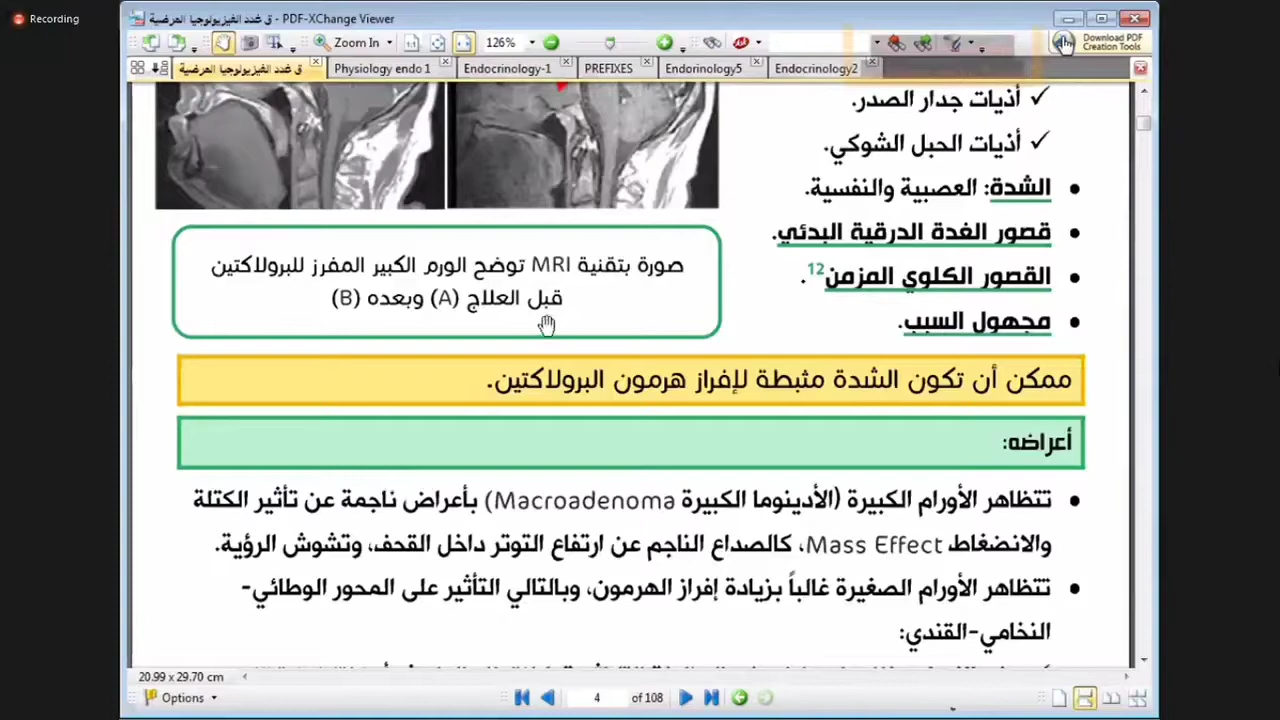 Recording
ق غدد الفيزيولوجيا المرضية - PDF-XChange Viewer
Zoom In
126%
Download PDF
Creation Tools
ق غدد الفيزيولوجيا المرضية
Physiology endo 1
Endocrinology-1
PREFIXES
Endorinology5
Endocrinology2
✓ أذيات جدار الصدر.
✓ أذيات الحبل الشوكي.
• الشدة: العصبية والنفسية.
• قصور الغدة الدرقية البدئي.
• القصور الكلوي المزمن12.
• مجهول السبب.
صورة بتقنية MRI توضح الورم الكبير المفرز للبرولاكتين
قبل العلاج (A) وبعده (B)
ممكن أن تكون الشدة مثبطة لإفراز هرمون البرولاكتين.
أعراضه:
• تتظاهر الأورام الكبيرة (الأدينوما الكبيرة Macroadenoma) بأعراض ناجمة عن تأثير الكتلة
والانضغاط Mass Effect، كالصداع الناجم عن ارتفاع التوتر داخل القحف، وتشوش الرؤية.
• تتظاهر الأورام الصغيرة غالباً بزيادة إفراز الهرمون، وبالتالي التأثير على المحور الوطائي-
النخامي-القندي:
20.99 x 29.70 cm
Options
4
of 108